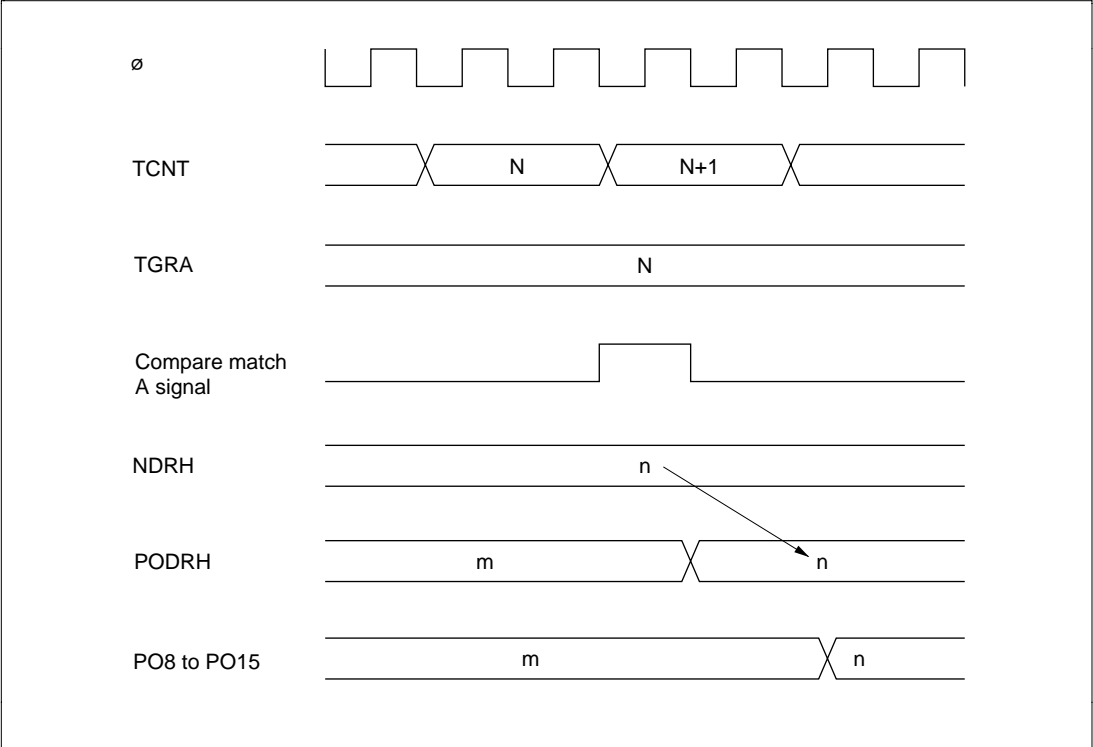 ø
TCNT N N+1
TGRA N
Compare match
A signal
NDRH n
PODRH m n
PO8 to PO15 m n